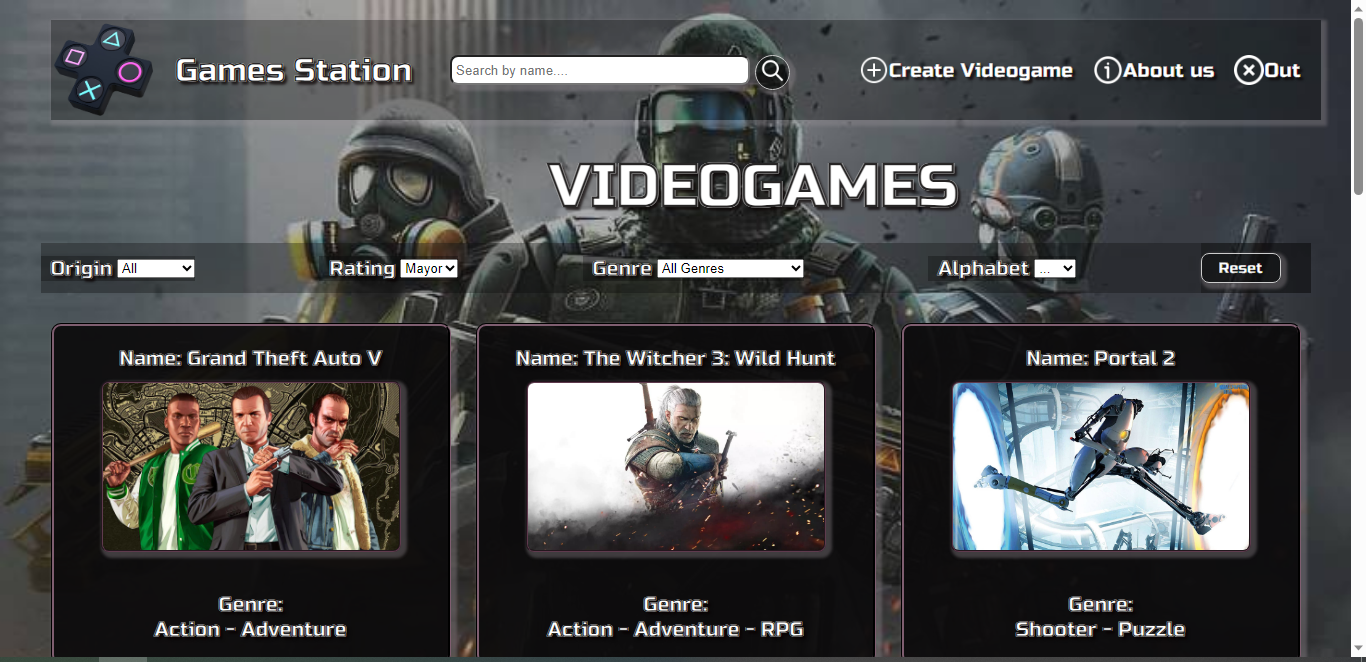 Games Station
Search by name....
Create Videogame
About us
Out
VIDEOGAMES
Origin All
Rating Mayor
Genre All Genres
Alphabet ...
Reset
Name: Grand Theft Auto V
Name: The Witcher 3: Wild Hunt
Name: Portal 2
Genre:
Action - Adventure
Genre:
Action - Adventure - RPG
Genre:
Shooter - Puzzle